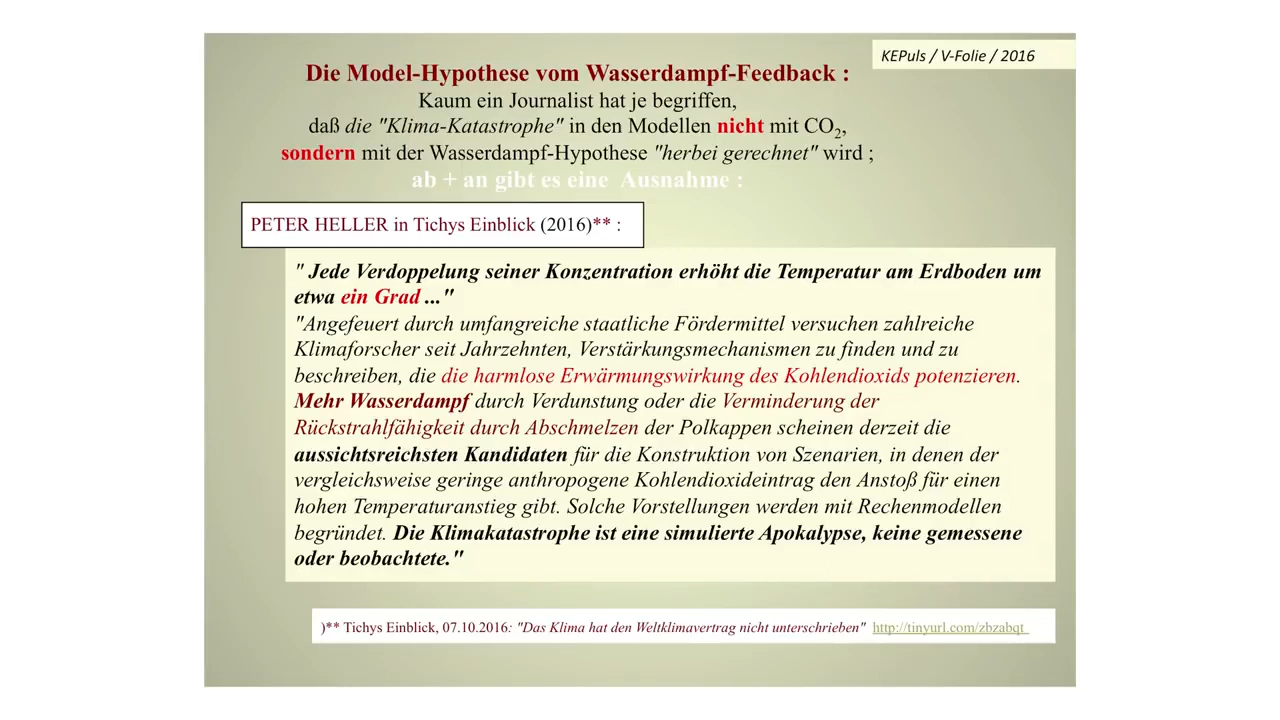 KEPuls / V-Folie / 2016
Die Model-Hypothese vom Wasserdampf-Feedback :
Kaum ein Journalist hat je begriffen,
daß die "Klima-Katastrophe" in den Modellen nicht mit CO₂,
sondern mit der Wasserdampf-Hypothese "herbei gerechnet" wird ;
ab + an gibt es eine Ausnahme :
PETER HELLER in Tichys Einblick (2016)** :
" Jede Verdoppelung seiner Konzentration erhöht die Temperatur am Erdboden um
etwa ein Grad ..."
"Angefeuert durch umfangreiche staatliche Fördermittel versuchen zahlreiche
Klimaforscher seit Jahrzehnten, Verstärkungsmechanismen zu finden und zu
beschreiben, die die harmlose Erwärmungswirkung des Kohlendioxids potenzieren.
Mehr Wasserdampf durch Verdunstung oder die Verminderung der
Rückstrahlfähigkeit durch Abschmelzen der Polkappen scheinen derzeit die
aussichtsreichsten Kandidaten für die Konstruktion von Szenarien, in denen der
vergleichsweise geringe anthropogene Kohlendioxideintrag den Anstoß für einen
hohen Temperaturanstieg gibt. Solche Vorstellungen werden mit Rechenmodellen
begründet. Die Klimakatastrophe ist eine simulierte Apokalypse, keine gemessene
oder beobachtete."
)** Tichys Einblick, 07.10.2016: "Das Klima hat den Weltklimavertrag nicht unterschrieben" http://tinyurl.com/zbzabqt